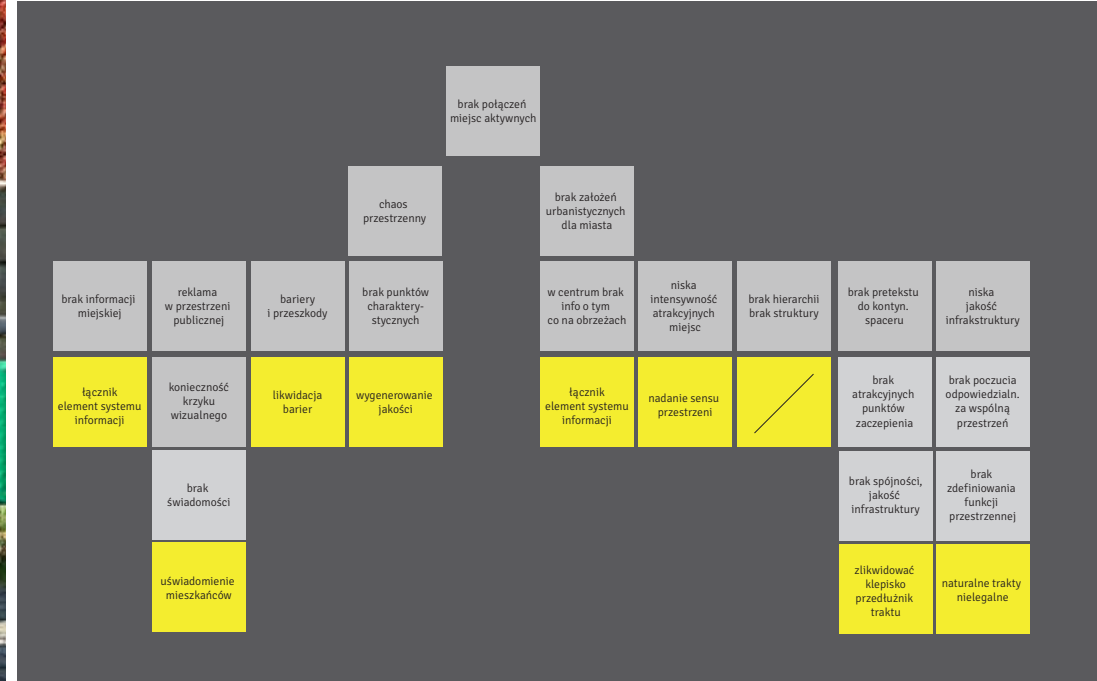 brak połączeń
miejsc aktywnych
chaos
przestrzenny
brak założeń
urbanistycznych
dla miasta
brak informacji
miejskiej
reklama
w przestrzeni
publicznej
bariery
i przeszkody
brak punktów
charaktery-
stycznych
w centrum brak
info o tym
co na obrzeżach
niska
intensywność
atrakcyjnych
miejsc
brak hierarchii
brak struktury
brak pretekstu
do kontyn.
spaceru
niska
jakość
infrakstruktury
łącznik
element systemu
informacji
konieczność
krzyku
wizualnego
likwidacja
barier
wygenerowanie
jakości
łącznik
element systemu
informacji
nadanie sensu
przestrzeni
brak
atrakcyjnych
punktów
zaczepienia
brak poczucia
odpowiedzialn.
za wspólną
przestrzeń
brak
świadomości
brak spójności,
jakość
infrastruktury
brak
zdefiniowania
funkcji
przestrzennej
uświadomienie
mieszkańców
zlikwidować
klepisko
przedłużnik
traktu
naturalne trakty
nielegalne